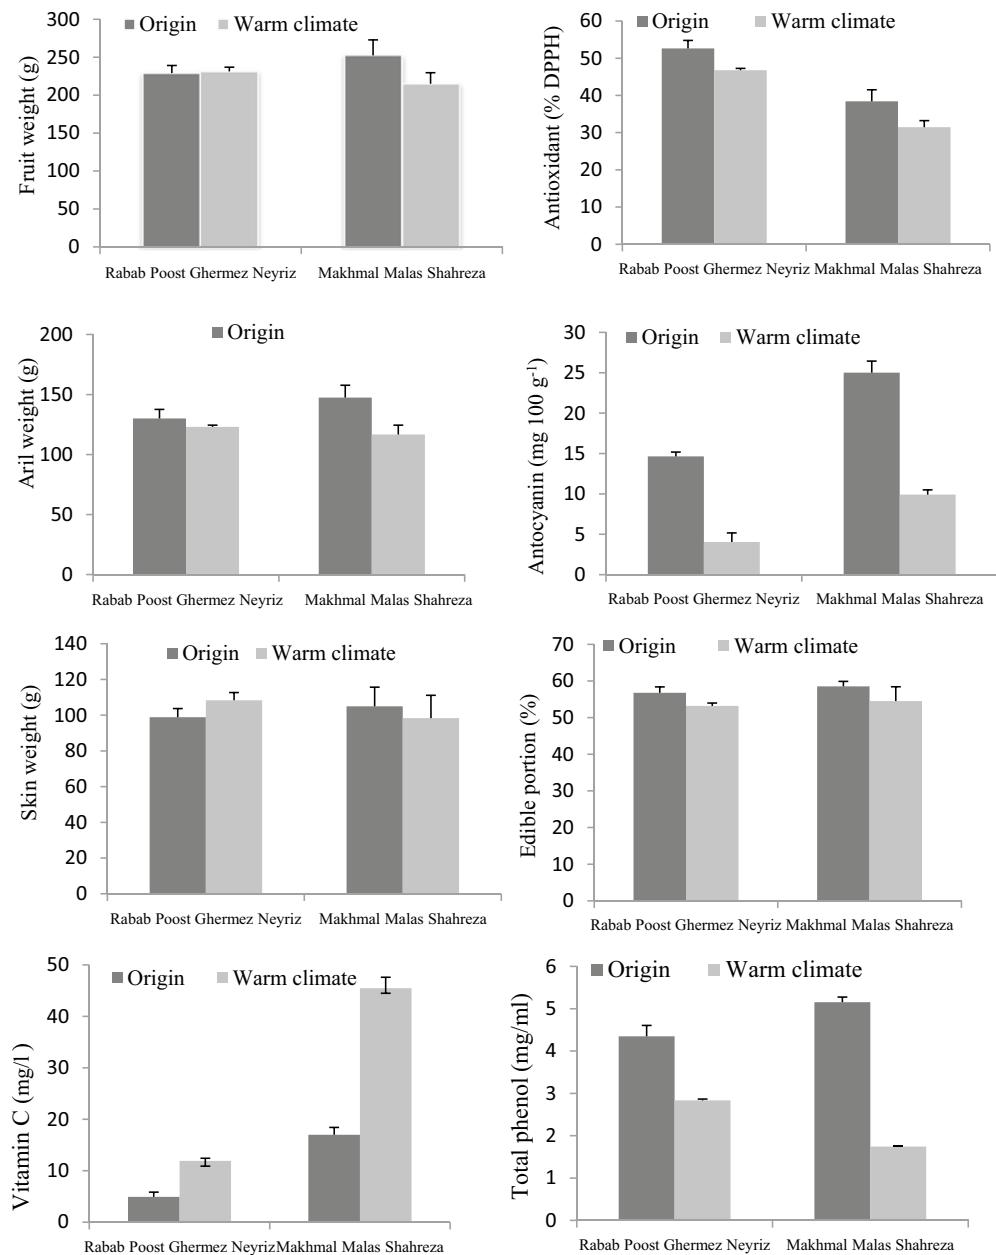 Fruit weight (g)
300
250
200
150
100
50
0
Origin Warm climate
Rabab Poost Ghermez Neyriz Makhmal Malas Shahreza
Antioxidant (% DPPH)
60
50
40
30
20
10
0
Origin Warm climate
Rabab Poost Ghermez Neyriz Makhmal Malas Shahreza
Aril weight (g)
200
150
100
50
0
Origin
Rabab Poost Ghermez Neyriz Makhmal Malas Shahreza
Antocyanin (mg 100 g⁻¹)
30
25
20
15
10
5
0
Origin Warm climate
Rabab Poost Ghermez Neyriz Makhmal Malas Shahreza
Skin weight (g)
140
120
100
80
60
40
20
0
Origin Warm climate
Rabab Poost Ghermez Neyriz Makhmal Malas Shahreza
Edible portion (%)
70
60
50
40
30
20
10
0
Origin Warm climate
Rabab Poost Ghermez Neyriz Makhmal Malas Shahreza
Vitamin C (mg/l )
50
40
30
20
10
0
Origin Warm climate
Rabab Poost Ghermez Neyriz Makhmal Malas Shahreza
Total phenol (mg/ml)
6
5
4
3
2
1
0
Origin Warm climate
Rabab Poost Ghermez Neyriz Makhmal Malas Shahreza